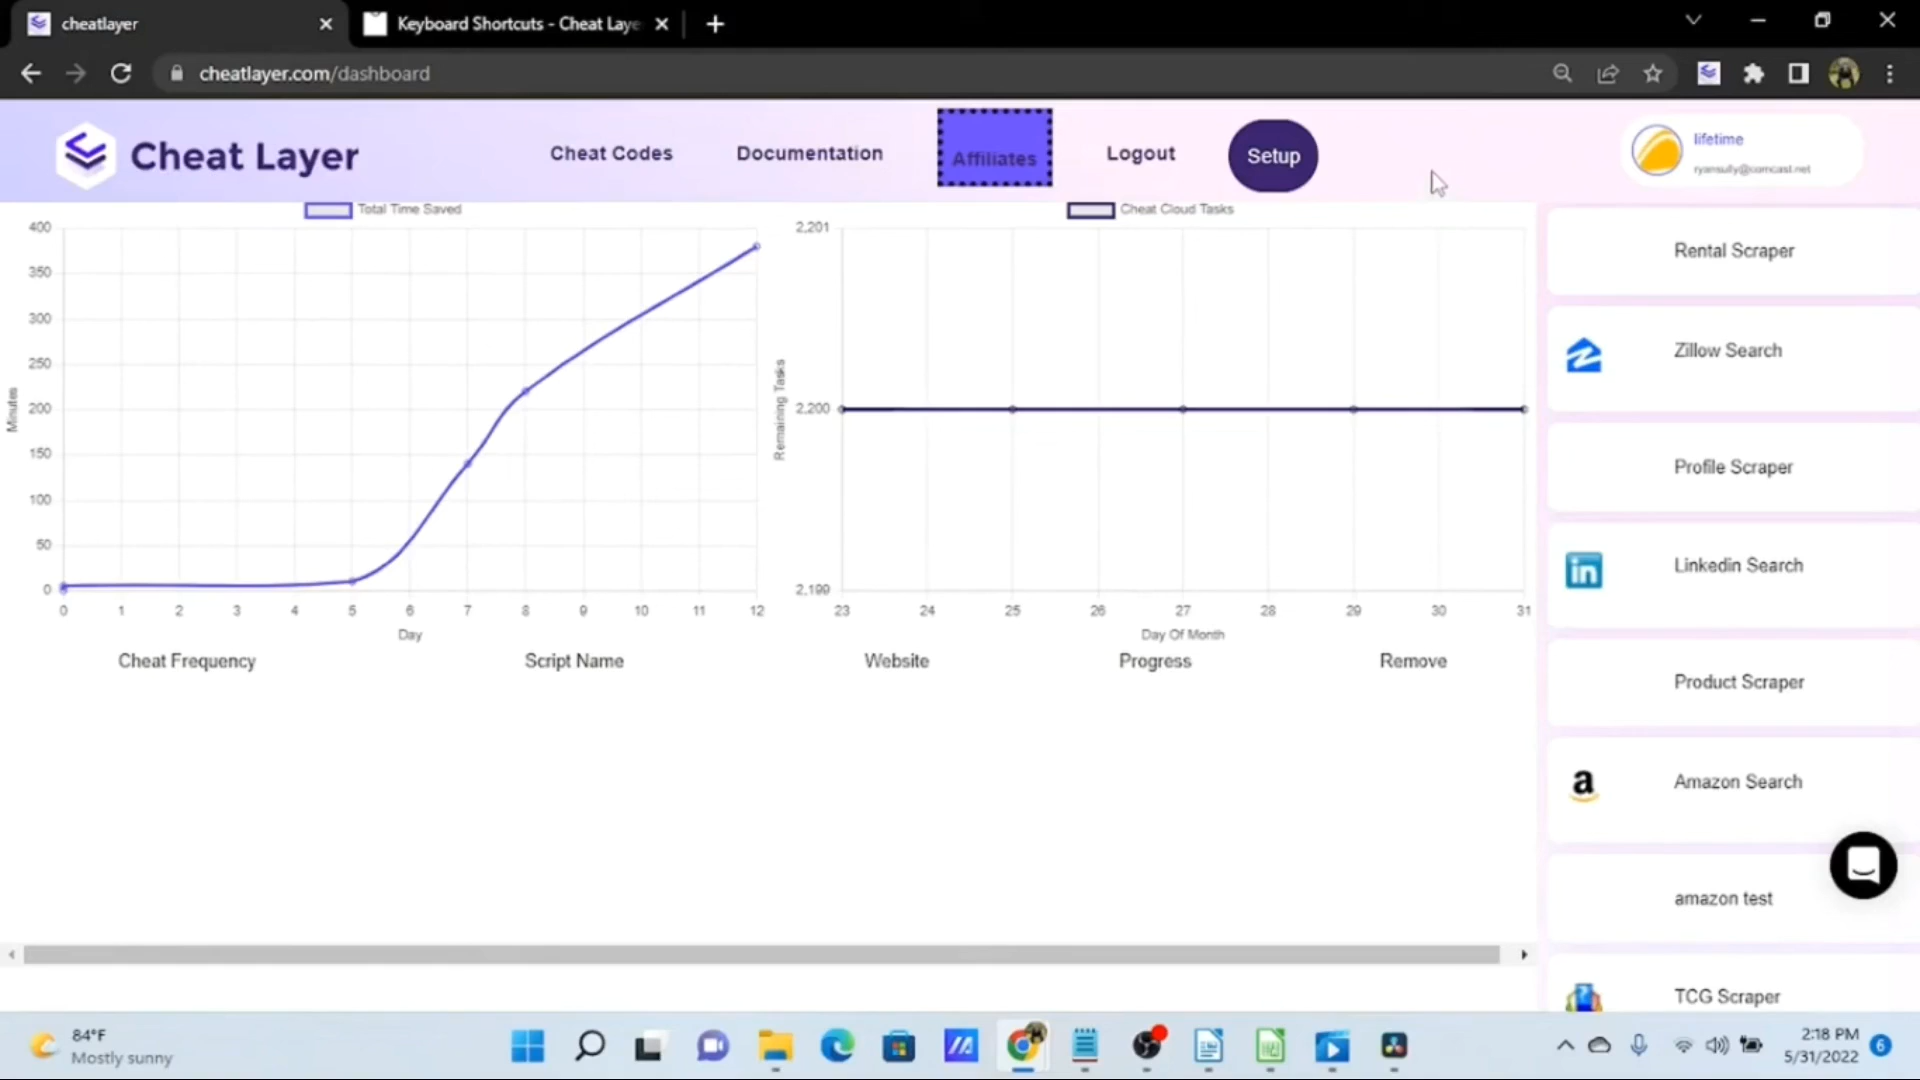 cheatlayer
Keyboard Shortcuts - Cheat Laye
cheatlayer.com/dashboard
Cheat Layer
Cheat Codes
Documentation
Affiliates
Logout
Setup
lifetime
ryansully@comcast.net
Total Time Saved
400
350
300
250
200
150
100
50
0
Minutes
0 1 2 3 4 5 6 7 8 9 10 11 12
Day
Cheat Cloud Tasks
2,201
2,200
2,199
Remaining Tasks
23 24 25 26 27 28 29 30 31
Day Of Month
Cheat Frequency
Script Name
Website
Progress
Remove
Rental Scraper
Zillow Search
Profile Scraper
in
Linkedin Search
Product Scraper
a
Amazon Search
amazon test
TCG Scraper
84°F
Mostly sunny
2:18 PM
5/31/2022
6